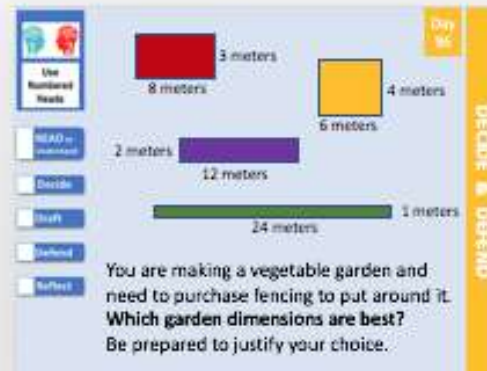 Use
Numbered
Heads
READ to
understand
Decide
Draft
Defend
Reflect
Day
96
DECIDE & DEFEND
3 meters
8 meters
4 meters
6 meters
2 meters
12 meters
1 meters
24 meters
You are making a vegetable garden and
need to purchase fencing to put around it.
Which garden dimensions are best?
Be prepared to justify your choice.